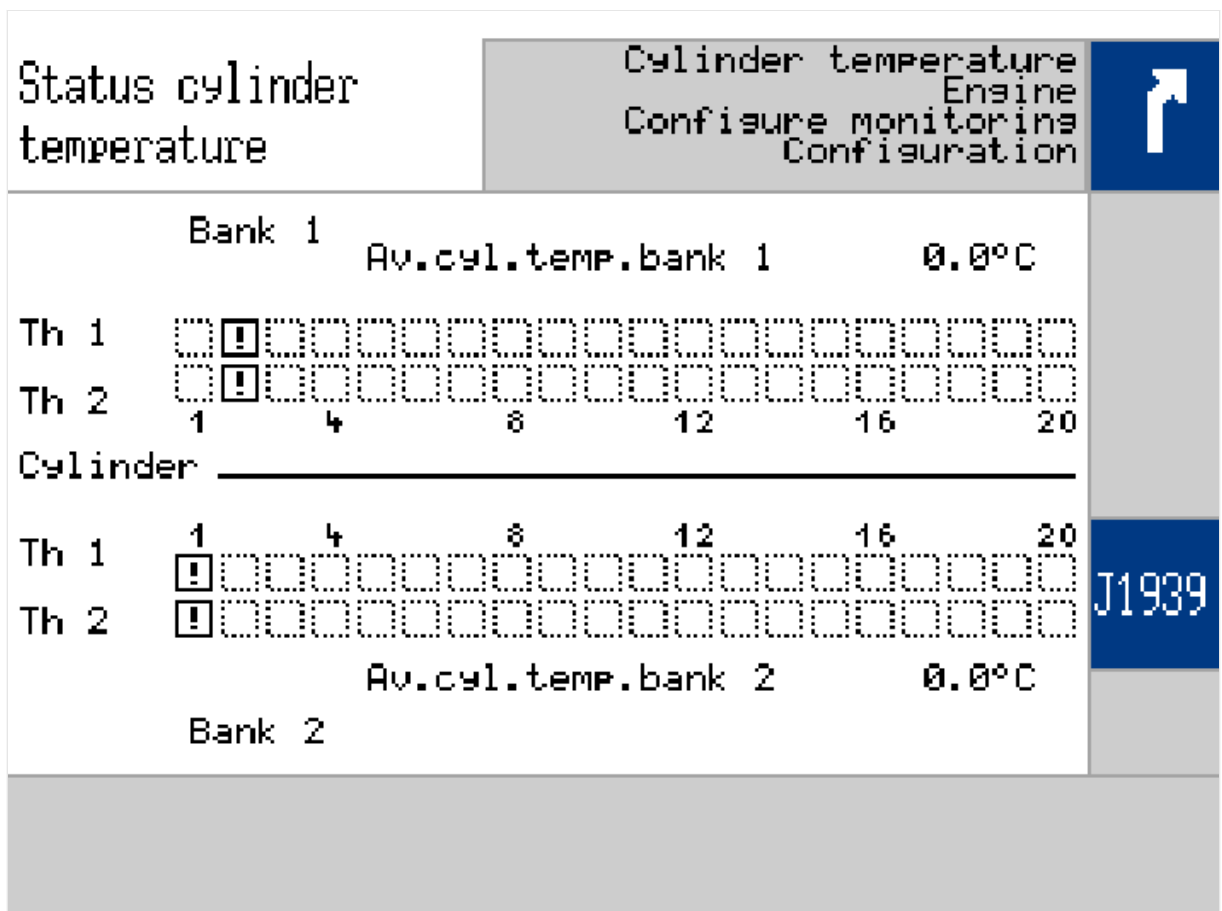 Status cylinder
temperature
Cylinder temperature
Engine
Configure monitoring
Configuration
Bank 1
Av.cyl.temp.bank 1 0.0°C
Th 1 !
Th 2 !
1 4 8 12 16 20
Cylinder
1 4 8 12 16 20
Th 1 !
Th 2 !
J1939
Av.cyl.temp.bank 2 0.0°C
Bank 2